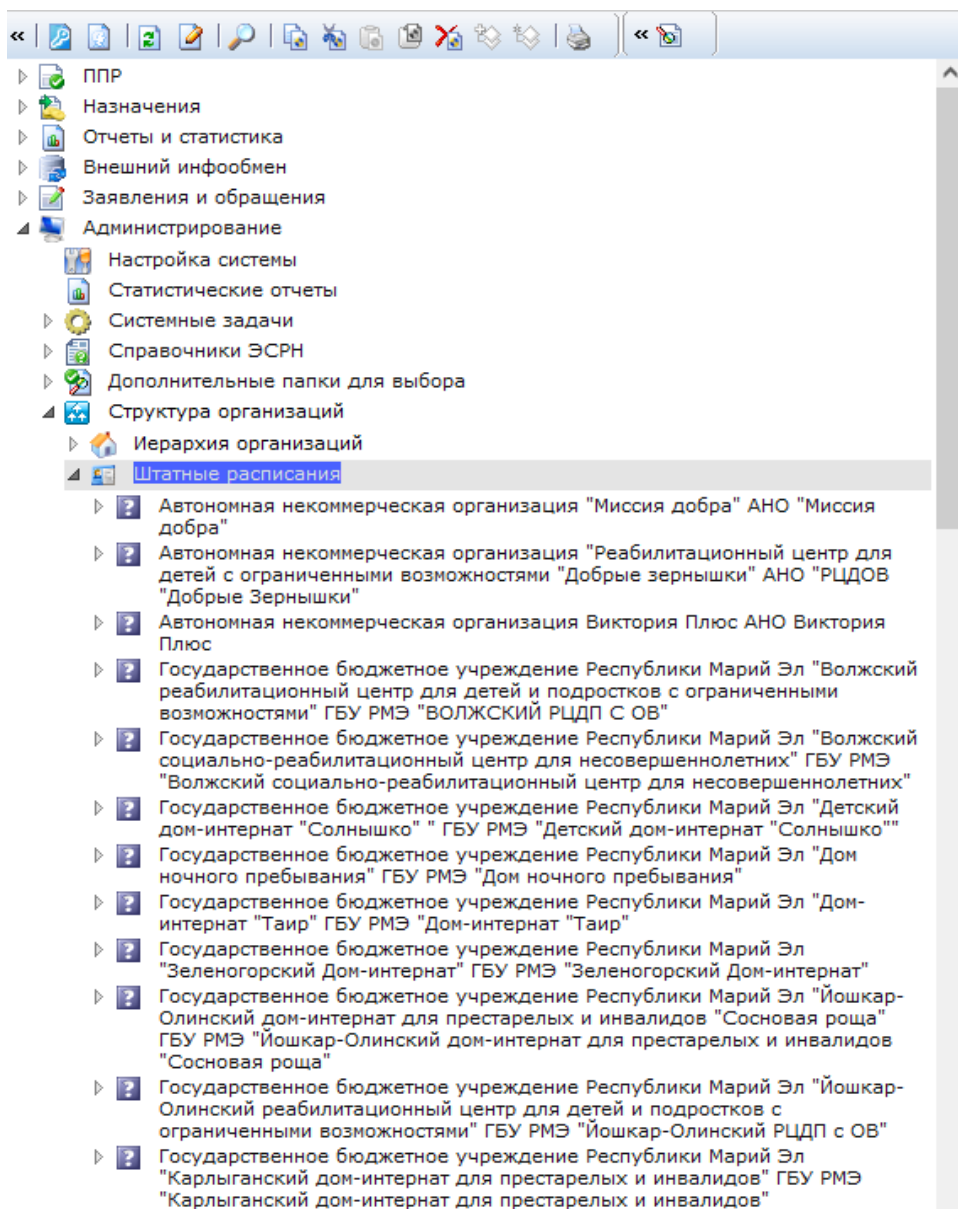 ППР
Назначения
Отчеты и статистика
Внешний инфообмен
Заявления и обращения
Администрирование
Настройка системы
Статистические отчеты
Системные задачи
Справочники ЭСРН
Дополнительные папки для выбора
Структура организаций
Иерархия организаций
Штатные расписания
Автономная некоммерческая организация "Миссия добра" АНО "Миссия
добра"
Автономная некоммерческая организация "Реабилитационный центр для
детей с ограниченными возможностями "Добрые зернышки" АНО "РЦДОВ
"Добрые Зернышки"
Автономная некоммерческая организация Виктория Плюс АНО Виктория
Плюс
Государственное бюджетное учреждение Республики Марий Эл "Волжский
реабилитационный центр для детей и подростков с ограниченными
возможностями" ГБУ РМЭ "ВОЛЖСКИЙ РЦДП С ОВ"
Государственное бюджетное учреждение Республики Марий Эл "Волжский
социально-реабилитационный центр для несовершеннолетних" ГБУ РМЭ
"Волжский социально-реабилитационный центр для несовершеннолетних"
Государственное бюджетное учреждение Республики Марий Эл "Детский
дом-интернат "Солнышко" " ГБУ РМЭ "Детский дом-интернат "Солнышко""
Государственное бюджетное учреждение Республики Марий Эл "Дом
ночного пребывания" ГБУ РМЭ "Дом ночного пребывания"
Государственное бюджетное учреждение Республики Марий Эл "Дом-
интернат "Таир" ГБУ РМЭ "Дом-интернат "Таир"
Государственное бюджетное учреждение Республики Марий Эл
"Зеленогорский Дом-интернат" ГБУ РМЭ "Зеленогорский Дом-интернат"
Государственное бюджетное учреждение Республики Марий Эл "Йошкар-
Олинский дом-интернат для престарелых и инвалидов "Сосновая роща"
ГБУ РМЭ "Йошкар-Олинский дом-интернат для престарелых и инвалидов
"Сосновая роща"
Государственное бюджетное учреждение Республики Марий Эл "Йошкар-
Олинский реабилитационный центр для детей и подростков с
ограниченными возможностями" ГБУ РМЭ "Йошкар-Олинский РЦДП с ОВ"
Государственное бюджетное учреждение Республики Марий Эл
"Карлыганский дом-интернат для престарелых и инвалидов" ГБУ РМЭ
"Карлыганский дом-интернат для престарелых и инвалидов"